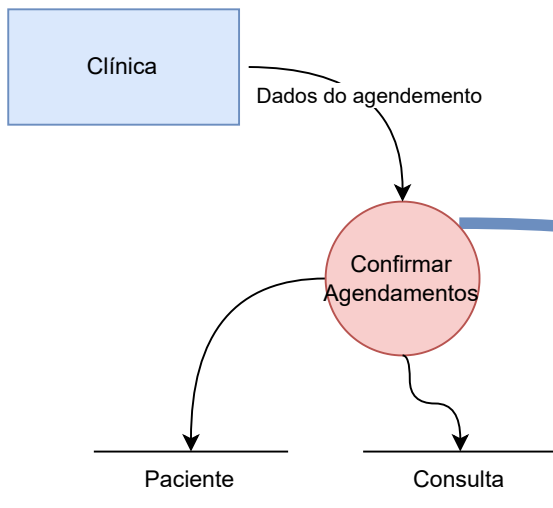 Clínica
Dados do agendemento
Confirmar
Agendamentos
Paciente
Consulta